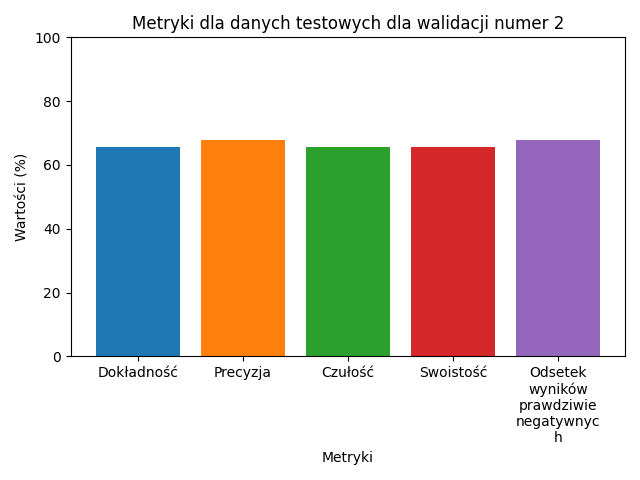 Metryki dla danych testowych dla walidacji numer 2
100
80
60
40
20
0
Wartości (%)
Dokładność
Precyzja
Czułość
Swoistość
Odsetek
wyników
prawdziwie
negatywnyc
h
Metryki